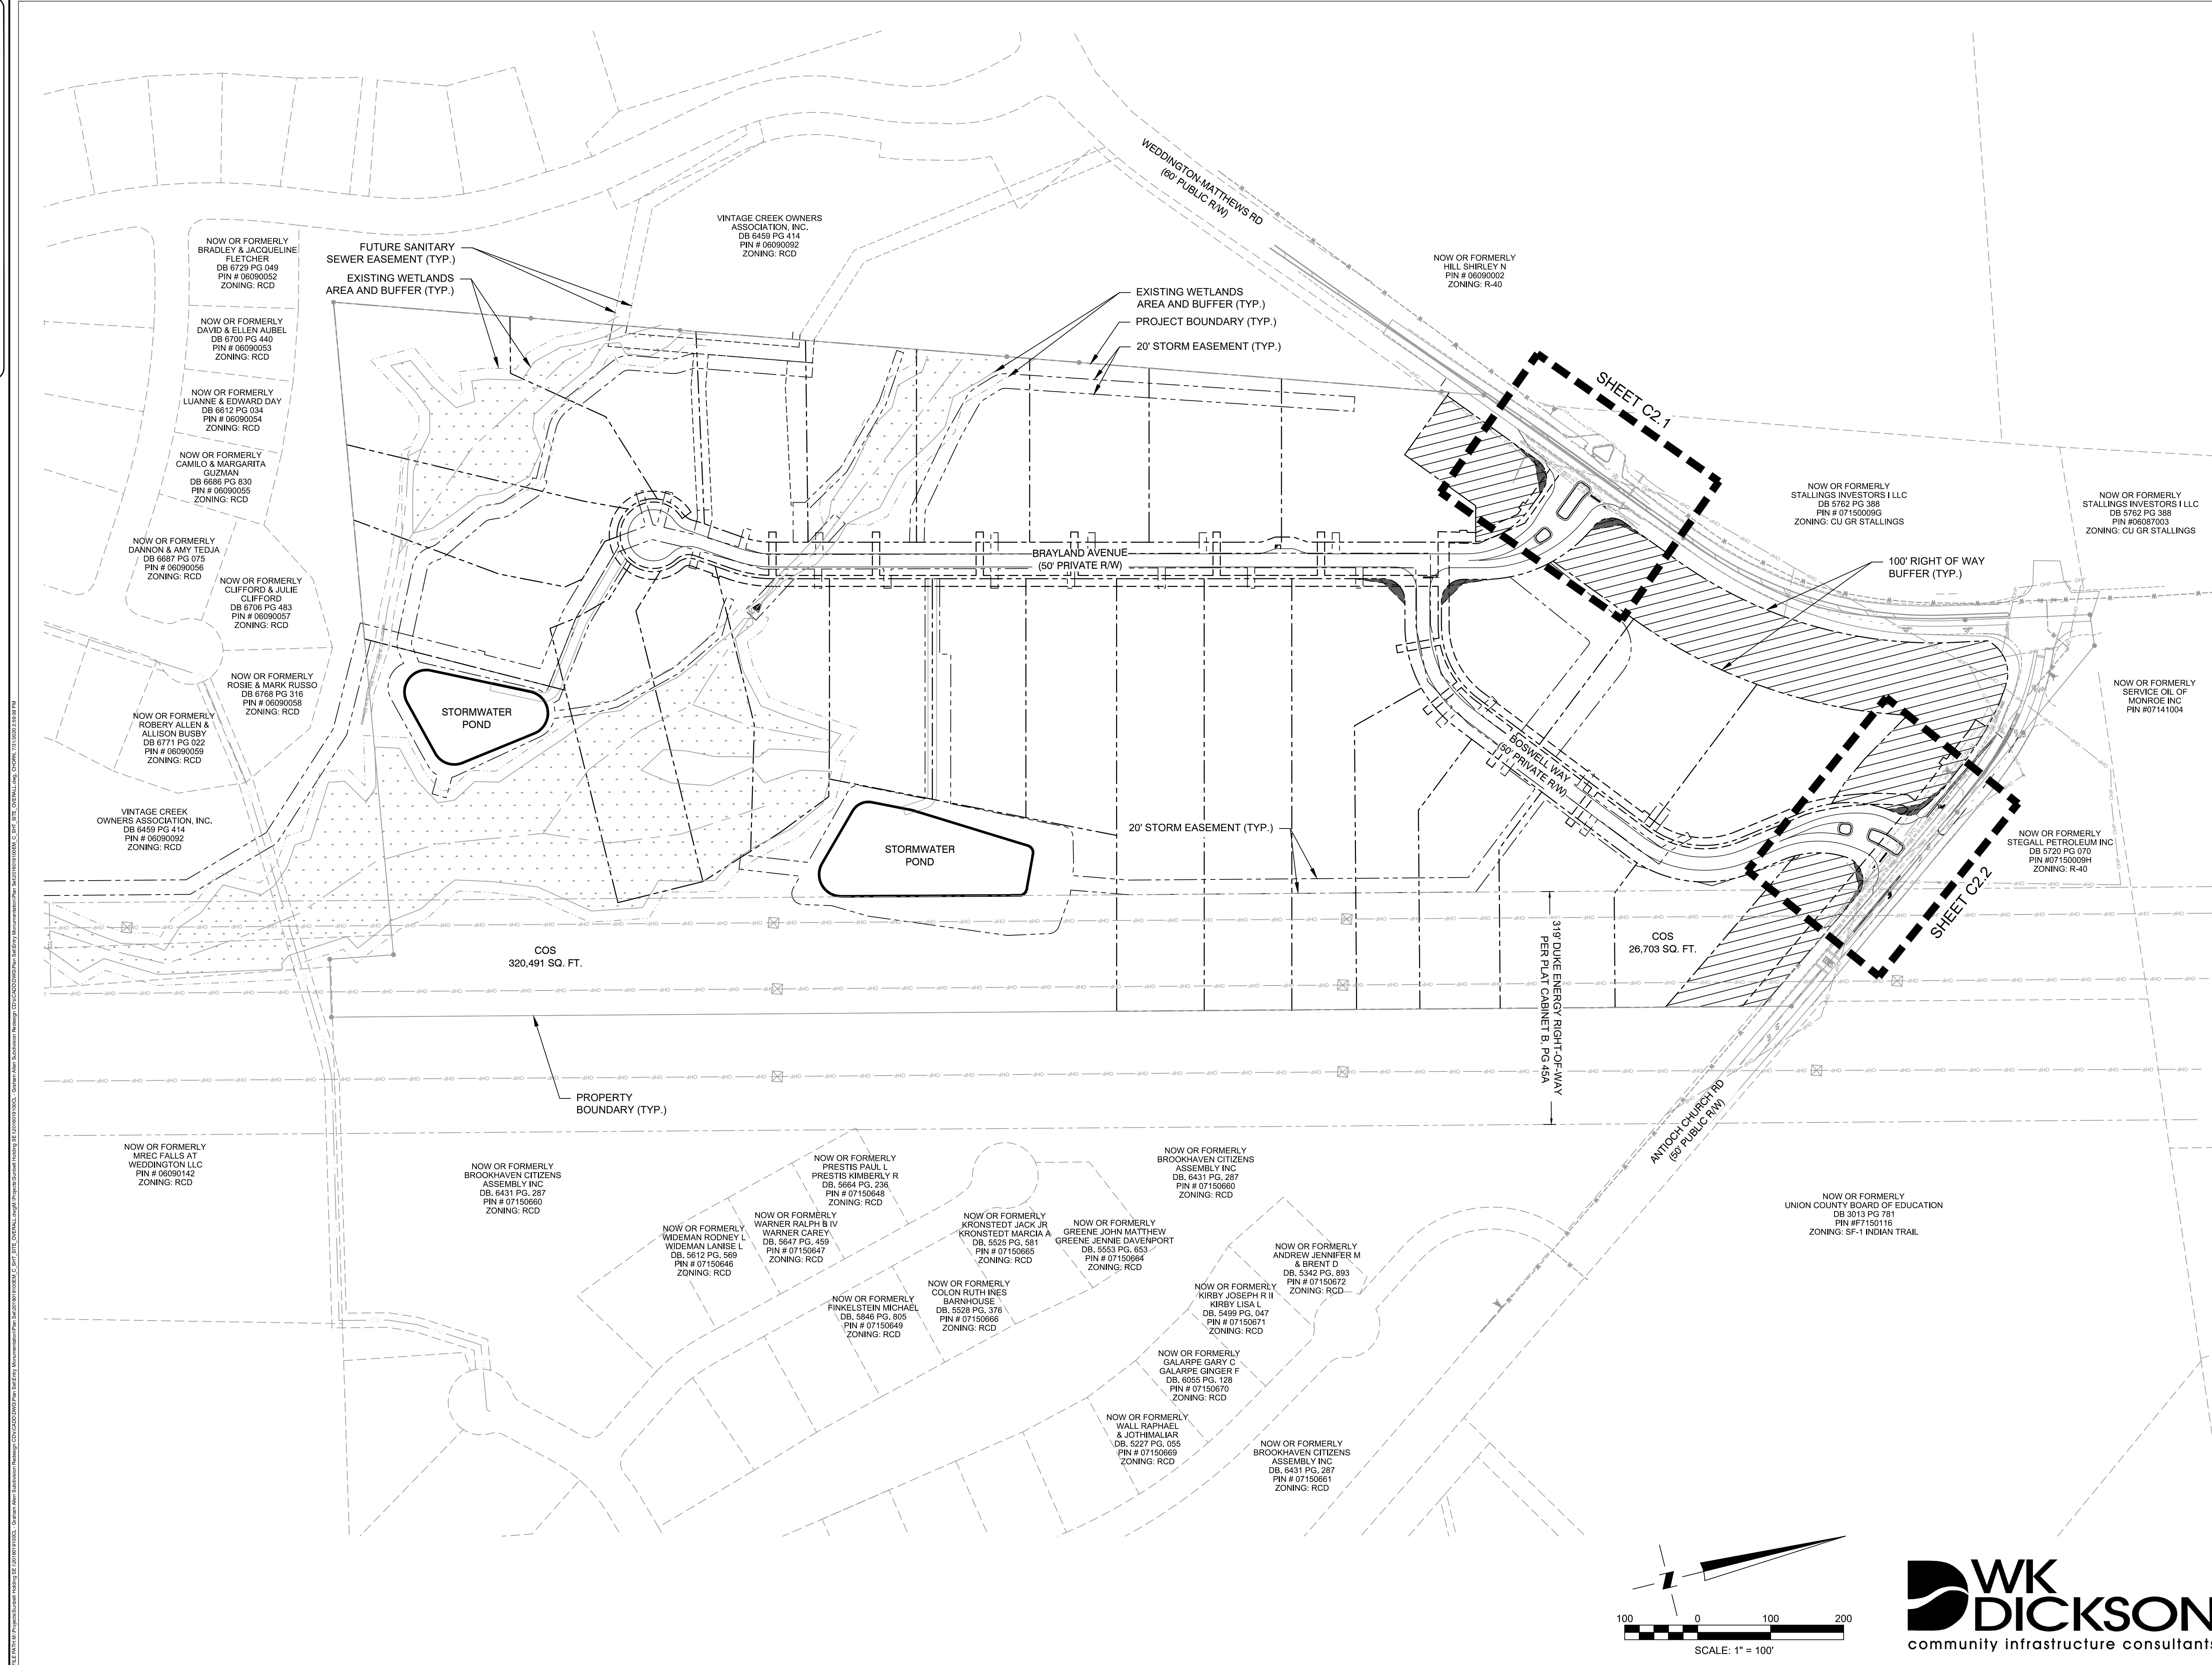 WEDDINGTON-MATTHEWS RD
(60' PUBLIC R/W)
VINTAGE CREEK OWNERS
ASSOCIATION, INC.
DB 6459 PG 414
PIN # 06090092
ZONING: RCD
NOW OR FORMERLY
BRADLEY & JACQUELINE
FLETCHER
DB 6729 PG 049
PIN # 06090052
ZONING: RCD
FUTURE SANITARY
SEWER EASEMENT (TYP.)
EXISTING WETLANDS
AREA AND BUFFER (TYP.)
NOW OR FORMERLY
HILL SHIRLEY N
PIN # 06090002
ZONING: R-40
EXISTING WETLANDS
AREA AND BUFFER (TYP.)
PROJECT BOUNDARY (TYP.)
20' STORM EASEMENT (TYP.)
NOW OR FORMERLY
DAVID & ELLEN AUBEL
DB 6700 PG 440
PIN # 06090053
ZONING: RCD
SHEET C2.1
NOW OR FORMERLY
LUANNE & EDWARD DAY
DB 6612 PG 034
PIN # 06090054
ZONING: RCD
NOW OR FORMERLY
CAMILO & MARGARITA
GUZMAN
DB 6686 PG 830
PIN # 06090055
ZONING: RCD
NOW OR FORMERLY
STALLINGS INVESTORS I LLC
DB 5762 PG 388
PIN # 07150009G
ZONING: CU GR STALLINGS
NOW OR FORMERLY
STALLINGS INVESTORS I LLC
DB 5762 PG 388
PIN #06087003
ZONING: CU GR STALLINGS
NOW OR FORMERLY
DANNON & AMY TEDJA
DB 6687 PG 075
PIN # 06090056
ZONING: RCD
NOW OR FORMERLY
CLIFFORD & JULIE
CLIFFORD
DB 6706 PG 483
PIN # 06090057
ZONING: RCD
BRAYLAND AVENUE
(50' PRIVATE R/W)
100' RIGHT OF WAY
BUFFER (TYP.)
NOW OR FORMERLY
ROSIE & MARK RUSSO
DB 6768 PG 316
PIN # 06090058
ZONING: RCD
NOW OR FORMERLY
SERVICE OIL OF
MONROE INC
PIN #07141004
NOW OR FORMERLY
ROBERY ALLEN &
ALLISON BUSBY
DB 6771 PG 022
PIN # 06090059
ZONING: RCD
STORMWATER
POND
BOSWELL WAY
(50' PRIVATE R/W)
VINTAGE CREEK
OWNERS ASSOCIATION, INC.
DB 6459 PG 414
PIN # 06090092
ZONING: RCD
STORMWATER
POND
20' STORM EASEMENT (TYP.)
NOW OR FORMERLY
STEGALL PETROLEUM INC
DB 5720 PG 070
PIN #07150009H
ZONING: R-40
SHEET C2.2
COS
320,491 SQ. FT.
COS
26,703 SQ. FT.
319' DUKE ENERGY RIGHT-OF-WAY
PER PLAT CABINET B, PG 45A
PROPERTY
BOUNDARY (TYP.)
ANTIOCH CHURCH RD
(50' PUBLIC R/W)
NOW OR FORMERLY
MREC FALLS AT
WEDDINGTON LLC
PIN # 06090142
ZONING: RCD
NOW OR FORMERLY
BROOKHAVEN CITIZENS
ASSEMBLY INC
DB. 6431 PG. 287
PIN # 07150660
ZONING: RCD
NOW OR FORMERLY
PRESTIS PAUL L
PRESTIS KIMBERLY R
DB. 5664 PG. 236
PIN # 07150648
ZONING: RCD
NOW OR FORMERLY
BROOKHAVEN CITIZENS
ASSEMBLY INC
DB. 6431 PG. 287
PIN # 07150660
ZONING: RCD
NOW OR FORMERLY
UNION COUNTY BOARD OF EDUCATION
DB 3013 PG 781
PIN #F7150116
ZONING: SF-1 INDIAN TRAIL
NOW OR FORMERLY
WIDEMAN RODNEY L
WIDEMAN LANISE L
DB. 5612 PG. 569
PIN # 07150646
ZONING: RCD
NOW OR FORMERLY
WARNER RALPH B IV
WARNER CAREY
DB. 5647 PG. 459
PIN # 07150647
ZONING: RCD
NOW OR FORMERLY
KRONSTEDT JACK JR
KRONSTEDT MARCIA A
DB. 5525 PG. 581
PIN # 07150665
ZONING: RCD
NOW OR FORMERLY
GREENE JOHN MATTHEW
GREENE JENNIE DAVENPORT
DB. 5553 PG. 653
PIN # 07150664
ZONING: RCD
NOW OR FORMERLY
ANDREW JENNIFER M
& BRENT D
DB. 5342 PG. 893
PIN # 07150672
ZONING: RCD
NOW OR FORMERLY
FINKELSTEIN MICHAEL
DB. 5846 PG. 805
PIN # 07150649
ZONING: RCD
NOW OR FORMERLY
COLON RUTH INES
BARNHOUSE
DB. 5528 PG. 376
PIN # 07150666
ZONING: RCD
NOW OR FORMERLY
KIRBY JOSEPH R II
KIRBY LISA L
DB. 5499 PG. 047
PIN # 07150671
ZONING: RCD
NOW OR FORMERLY
GALARPE GARY C
GALARPE GINGER F
DB. 6055 PG. 128
PIN # 07150670
ZONING: RCD
NOW OR FORMERLY
WALL RAPHAEL
& JOTHIMALIAR
DB. 5227 PG. 055
PIN # 07150669
ZONING: RCD
NOW OR FORMERLY
BROOKHAVEN CITIZENS
ASSEMBLY INC
DB. 6431 PG. 287
PIN # 07150661
ZONING: RCD
Z
100 0 100 200
SCALE: 1" = 100'
WK
DICKSON
community infrastructure consultants